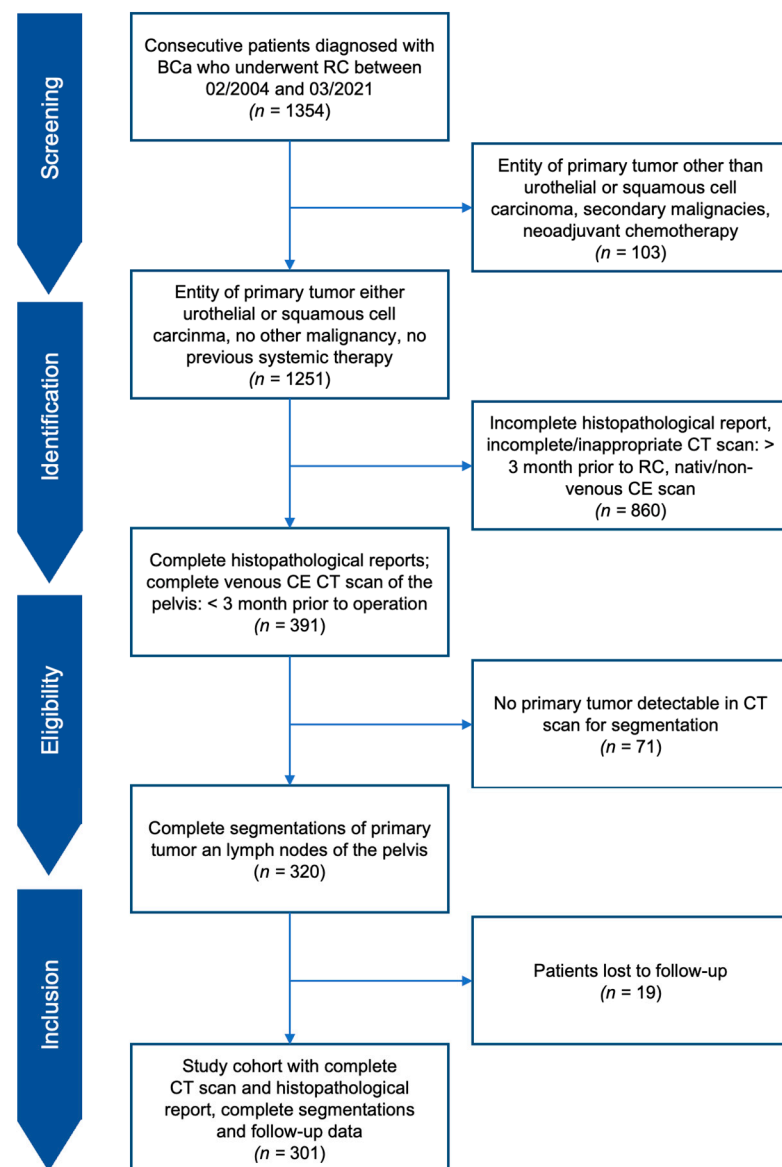 Screening
Consecutive patients diagnosed with
BCa who underwent RC between
02/2004 and 03/2021
(n = 1354)
Entity of primary tumor other than
urothelial or squamous cell
carcinoma, secondary malignacies,
neoadjuvant chemotherapy
(n = 103)
Identification
Entity of primary tumor either
urothelial or squamous cell
carcinma, no other malignancy, no
previous systemic therapy
(n = 1251)
Incomplete histopathological report,
incomplete/inappropriate CT scan: >
3 month prior to RC, nativ/non-
venous CE scan
(n = 860)
Complete histopathological reports;
complete venous CE CT scan of the
pelvis: < 3 month prior to operation
(n = 391)
Eligibility
No primary tumor detectable in CT
scan for segmentation
(n = 71)
Complete segmentations of primary
tumor an lymph nodes of the pelvis
(n = 320)
Inclusion
Patients lost to follow-up
(n = 19)
Study cohort with complete
CT scan and histopathological
report, complete segmentations
and follow-up data
(n = 301)